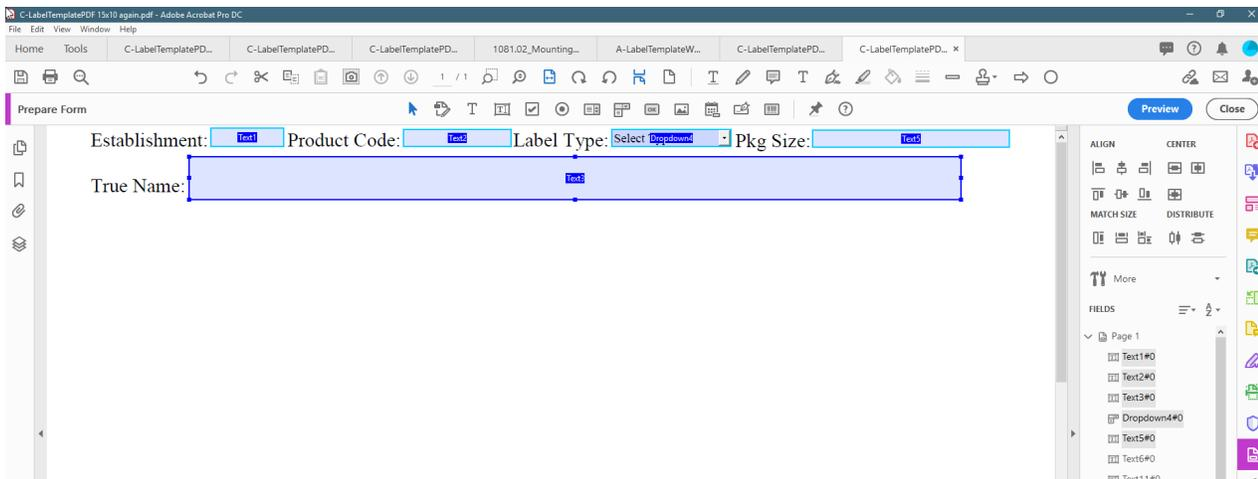 C-LabelTemplatePDF 15x10 again.pdf - Adobe Acrobat Pro DC
File Edit View Window Help
Home Tools C-LabelTemplatePD... C-LabelTemplatePD... C-LabelTemplatePD... 1081.02_Mounting... A-LabelTemplateW... C-LabelTemplatePD... C-LabelTemplatePD... ×
1 / 1
Prepare Form Preview Close
Establishment: Text1 Product Code: Text2 Label Type: Select Dropdown4 Pkg Size: Text5
True Name: Text3
ALIGN CENTER
MATCH SIZE DISTRIBUTE
More
FIELDS
Page 1
Text1#0
Text2#0
Text3#0
Dropdown4#0
Text5#0
Text6#0
Text11#0